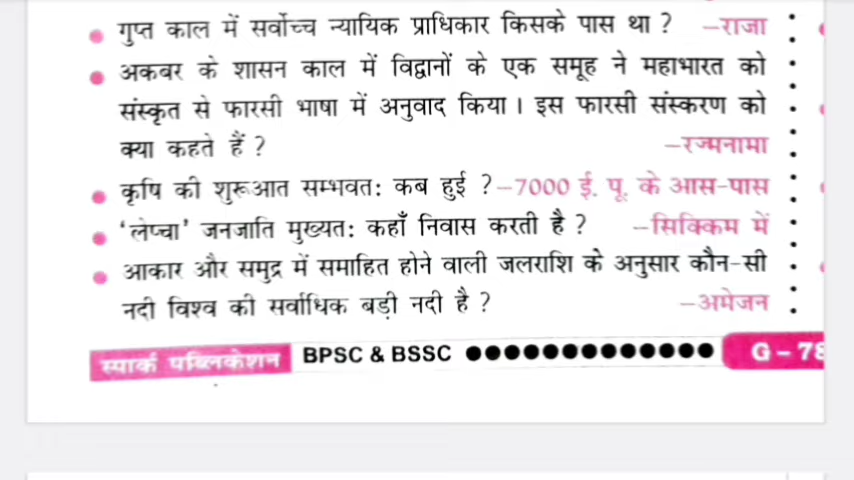 गुप्त काल में सर्वोच्च न्यायिक प्राधिकार किसके पास था ? –राजा
अकबर के शासन काल में विद्वानों के एक समूह ने महाभारत को
संस्कृत से फारसी भाषा में अनुवाद किया। इस फारसी संस्करण को
क्या कहते हैं ? –रज्मनामा
कृषि की शुरूआत सम्भवत: कब हुई ? –7000 ई. पू. के आस-पास
'लेप्चा' जनजाति मुख्यत: कहाँ निवास करती है ? –सिक्किम में
आकार और समुद्र में समाहित होने वाली जलराशि के अनुसार कौन-सी
नदी विश्व की सर्वाधिक बड़ी नदी है ? –अमेजन
स्पार्क पब्लिकेशन BPSC & BSSC ●●●●●●●●●●●●● G – 78